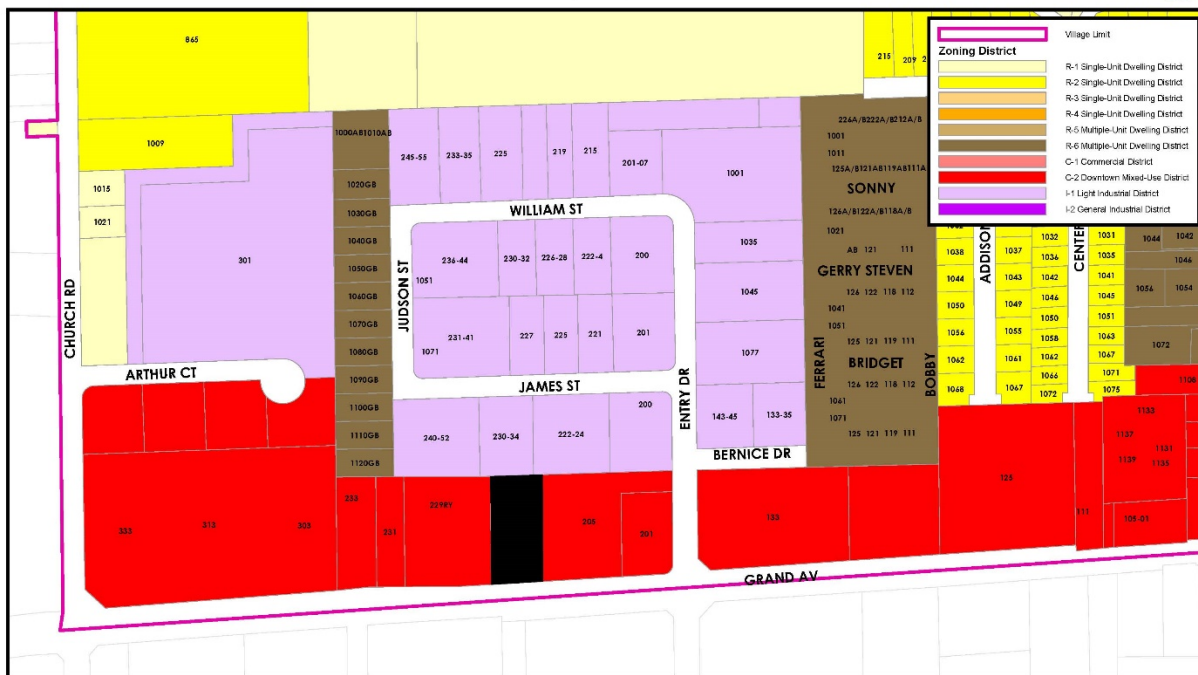 Village Limit
Zoning District
R-1 Single-Unit Dwelling District
R-2 Single-Unit Dwelling District
R-3 Single-Unit Dwelling District
R-4 Single-Unit Dwelling District
R-5 Multiple-Unit Dwelling District
R-6 Multiple-Unit Dwelling District
C-1 Commercial District
C-2 Downtown Mixed-Use District
I-1 Light Industrial District
I-2 General Industrial District
865
215 209
1009
1000AB1010AB
245-55 233-35 225 219 215 201-07
1001
226A/B222A/B212A/B
1001
1011
125A/B121AB119AB111A
1015
1021
1020GB
1030GB
1040GB
1050GB
1060GB
1070GB
1080GB
1090GB
1100GB
1110GB
1120GB
SONNY
WILLIAM ST
126A/B122A/B118A/B
1021
AB 121 111
GERRY STEVEN
126 122 118 112
1041
1051
125 121 119 111
BRIDGET
126 122 118 112
1061
1071
125 121 119 111
301
236-44 230-32 226-28 222-4 200
1051
231-41 227 225 221 201
1071
1035
1045
1077
CHURCH RD
JUDSON ST
ENTRY DR
FERRARI
BOBBY
ADDISON
CENTER
ARTHUR CT
JAMES ST
240-52 230-34 222-24 200
143-45 133-35
BERNICE DR
1038
1044
1050
1056
1062
1068
1037
1043
1049
1055
1061
1067
1032
1036
1042
1046
1050
1058
1062
1066
1072
1031
1035
1041
1045
1051
1063
1067
1071
1075
1044 1042
1046
1056 1054
1072
1108
1133
1137
1131
1139 1135
105-01
333 313 303
233
231
229RY
205
201
133
125
111
GRAND AV